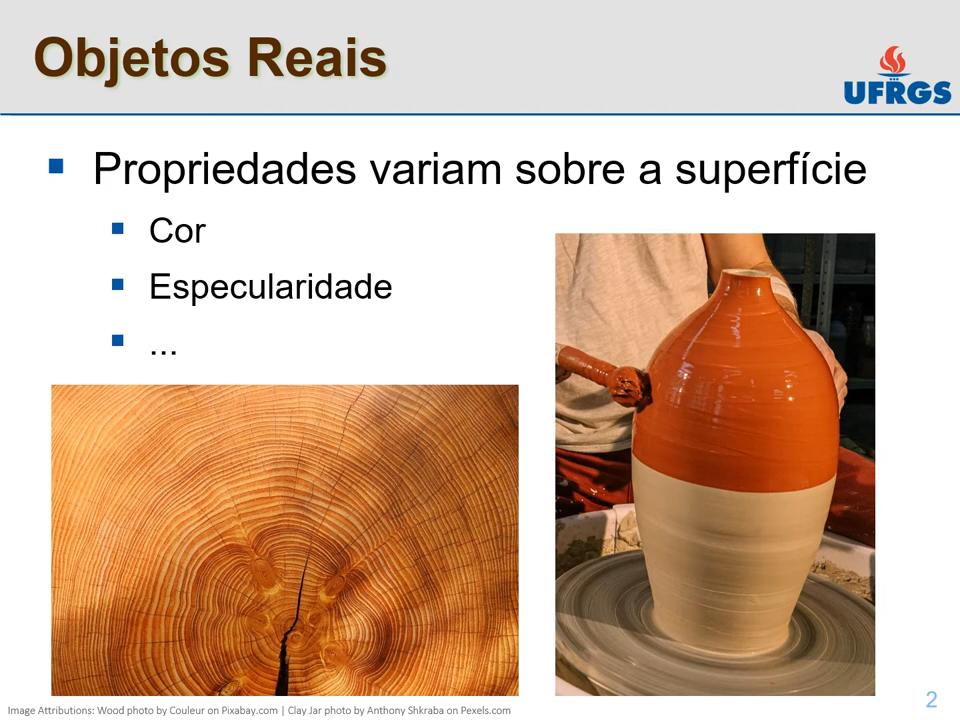 Objetos Reais
UFRGS
Propriedades variam sobre a superfície
Cor
Especularidade
...
Image Attributions: Wood photo by Couleur on Pixabay.com | Clay Jar photo by Anthony Shkraba on Pexels.com
2